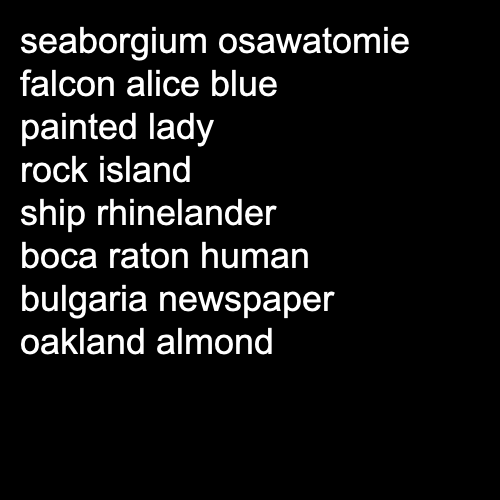 seaborgium osawatomie
falcon alice blue
painted lady
rock island
ship rhinelander
boca raton human
bulgaria newspaper
oakland almond